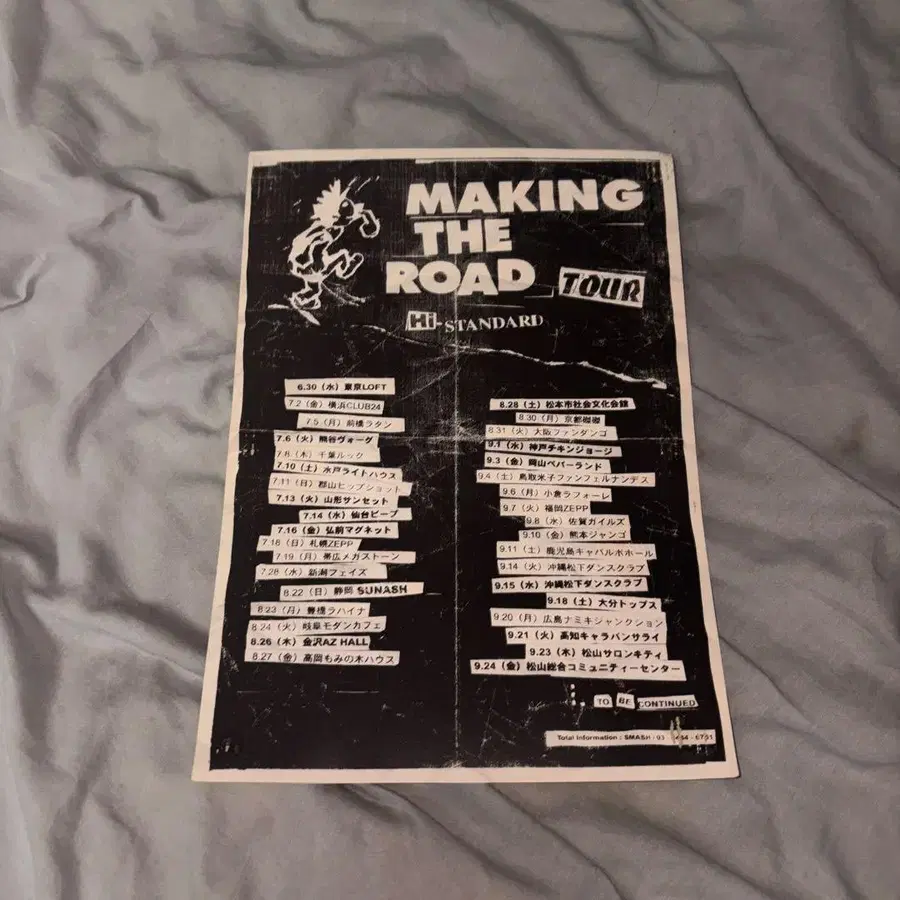 MAKING
THE
ROAD TOUR
Hi-STANDARD
6.30 (水) 東京LOFT
7.2 (金) 横浜CLUB24
7.5 (月) 前橋ラタン
7.6 (火) 熊谷ヴォーグ
7.8 (木) 千葉ルック
7.10 (土) 水戸ライトハウス
7.11 (日) 郡山ヒップショット
7.13 (火) 山形サンセット
7.14 (水) 仙台ビーブ
7.16 (金) 弘前マグネット
7.18 (日) 札幌ZEPP
7.19 (月) 帯広メガストーン
7.28 (水) 新潟フェイズ
8.22 (日) 静岡 SUNASH
8.23 (月) 豊橋ラハイナ
8.24 (火) 岐阜モダンカフェ
8.26 (木) 金沢AZ HALL
8.27 (金) 高岡もみの木ハウス
8.28 (土) 松本市社会文化会館
8.30 (月) 京都磔磔
8.31 (火) 大阪ファンダンゴ
9.1 (水) 神戸チキンジョージ
9.3 (金) 岡山ペパーランド
9.4 (土) 鳥取米子ファンフェルナンデス
9.6 (月) 小倉ラフォーレ
9.7 (火) 福岡ZEPP
9.8 (水) 佐賀ガイルズ
9.10 (金) 熊本ジャンゴ
9.11 (土) 鹿児島キャパルボホール
9.14 (火) 沖縄松下ダンスクラブ
9.15 (水) 沖縄松下ダンスクラブ
9.18 (土) 大分トップス
9.20 (月) 広島ナミキジャンクション
9.21 (火) 高知キャラバンサライ
9.23 (木) 松山サロンキティ
9.24 (金) 松山総合コミュニティーセンター
TO BE CONTINUED
Total Information : SMASH